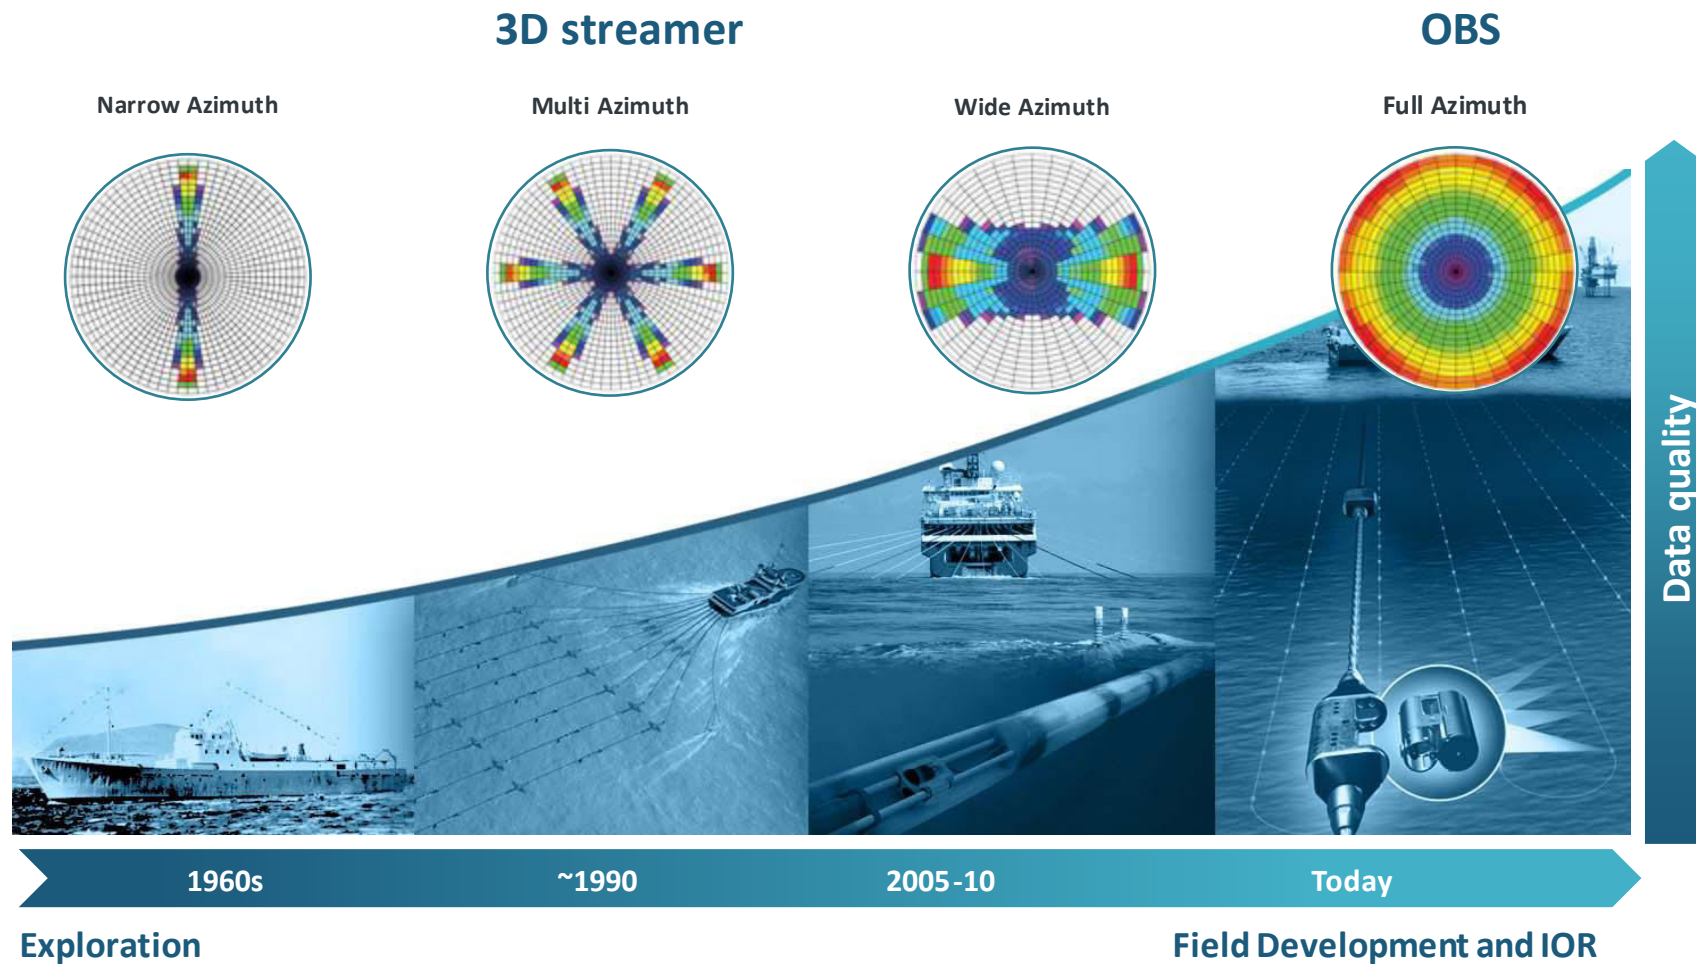 3D streamer
OBS
Narrow Azimuth
Multi Azimuth
Wide Azimuth
Full Azimuth
Data quality
1960s
~1990
2005-10
Today
Exploration
Field Development and IOR